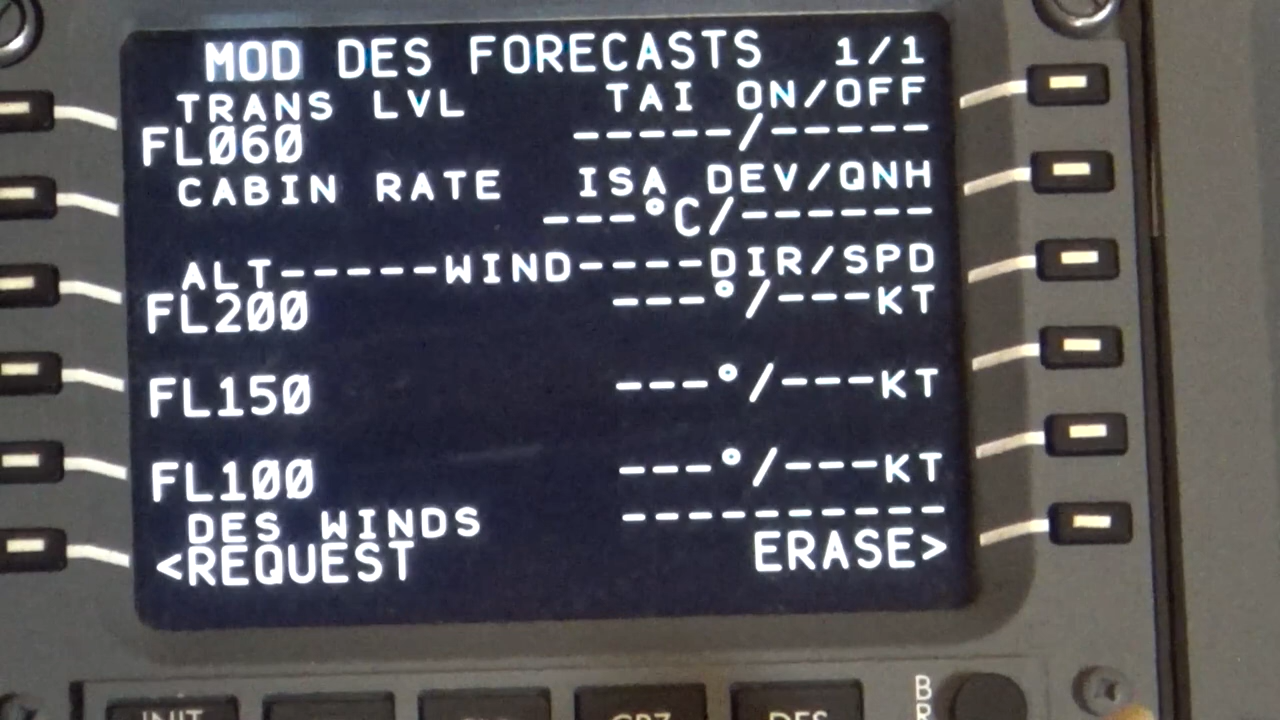 MOD DES FORECASTS 1/1
TRANS LVL TAI ON/OFF
FL060 -----/-----
CABIN RATE ISA DEV/QNH
---°C/------
ALT-----WIND----DIR/SPD
FL200 ---°/---KT
FL150 ---°/---KT
FL100 ---°/---KT
DES WINDS -----------
<REQUEST ERASE>
INIT CRZ DES
B
R